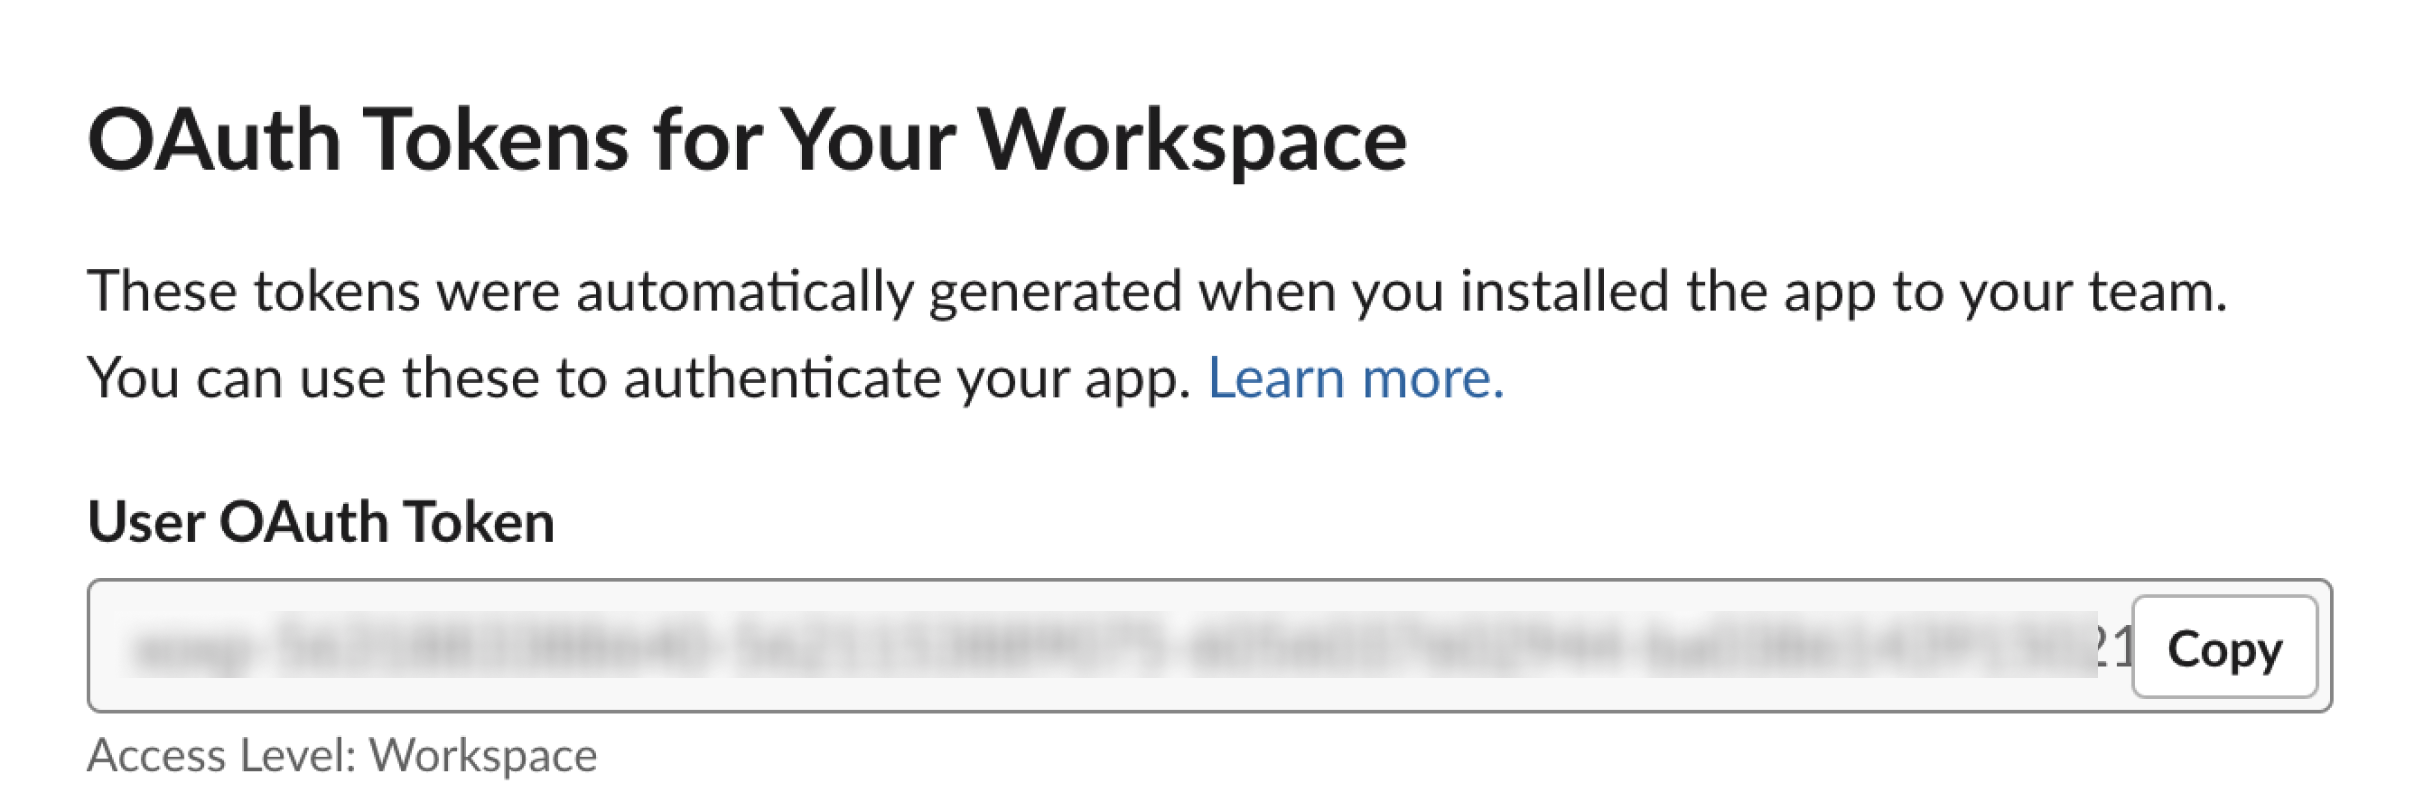 OAuth Tokens for Your Workspace
These tokens were automatically generated when you installed the app to your team.
You can use these to authenticate your app. Learn more.
User OAuth Token
21 Copy
Access Level: Workspace